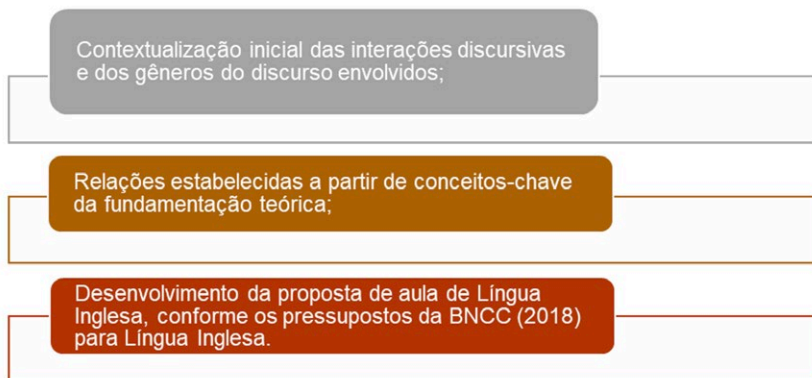 Contextualização inicial das interações discursivas
e dos gêneros do discurso envolvidos;
Relações estabelecidas a partir de conceitos-chave
da fundamentação teórica;
Desenvolvimento da proposta de aula de Língua
Inglesa, conforme os pressupostos da BNCC (2018)
para Língua Inglesa.